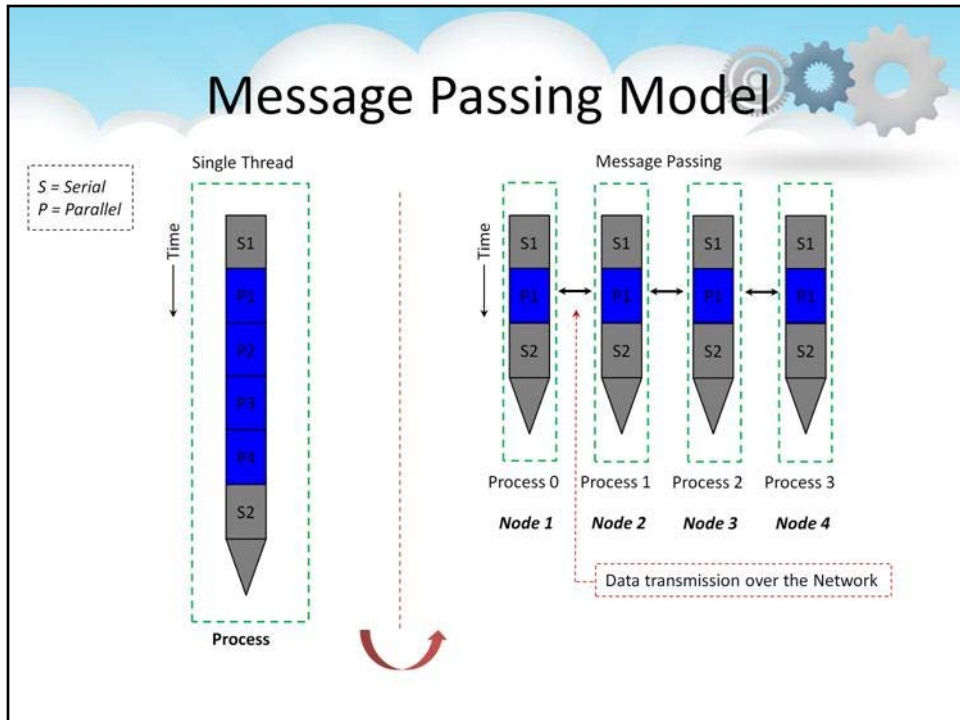 Message Passing Model
S = Serial
P = Parallel
Single Thread
Time
S1
P1
P2
P3
P4
S2
Process
Message Passing
Time
S1 S1 S1 S1
P1 P1 P1 P1
S2 S2 S2 S2
Process 0 Process 1 Process 2 Process 3
Node 1 Node 2 Node 3 Node 4
Data transmission over the Network